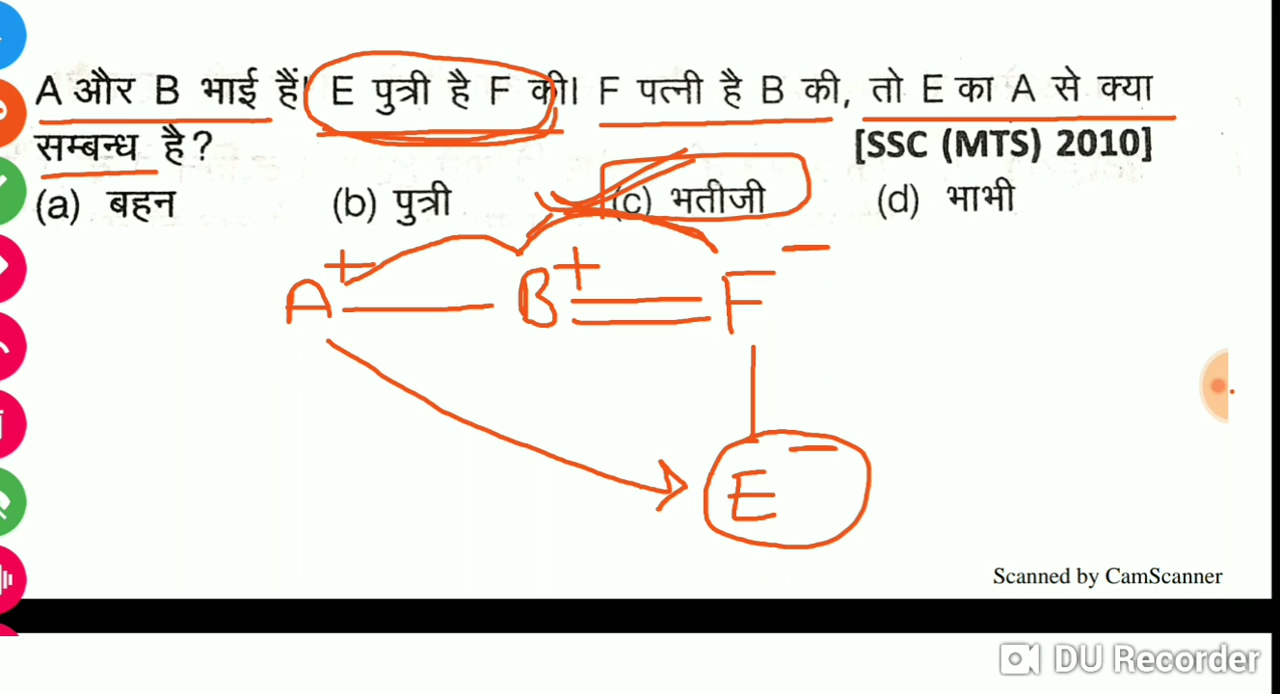 A और B भाई हैं। E पुत्री है F की। F पत्नी है B की, तो E का A से क्या
सम्बन्ध है?
[SSC (MTS) 2010]
(a) बहन (b) पुत्री (c) भतीजी (d) भाभी
A + B + F −
E −
Scanned by CamScanner
DU Recorder